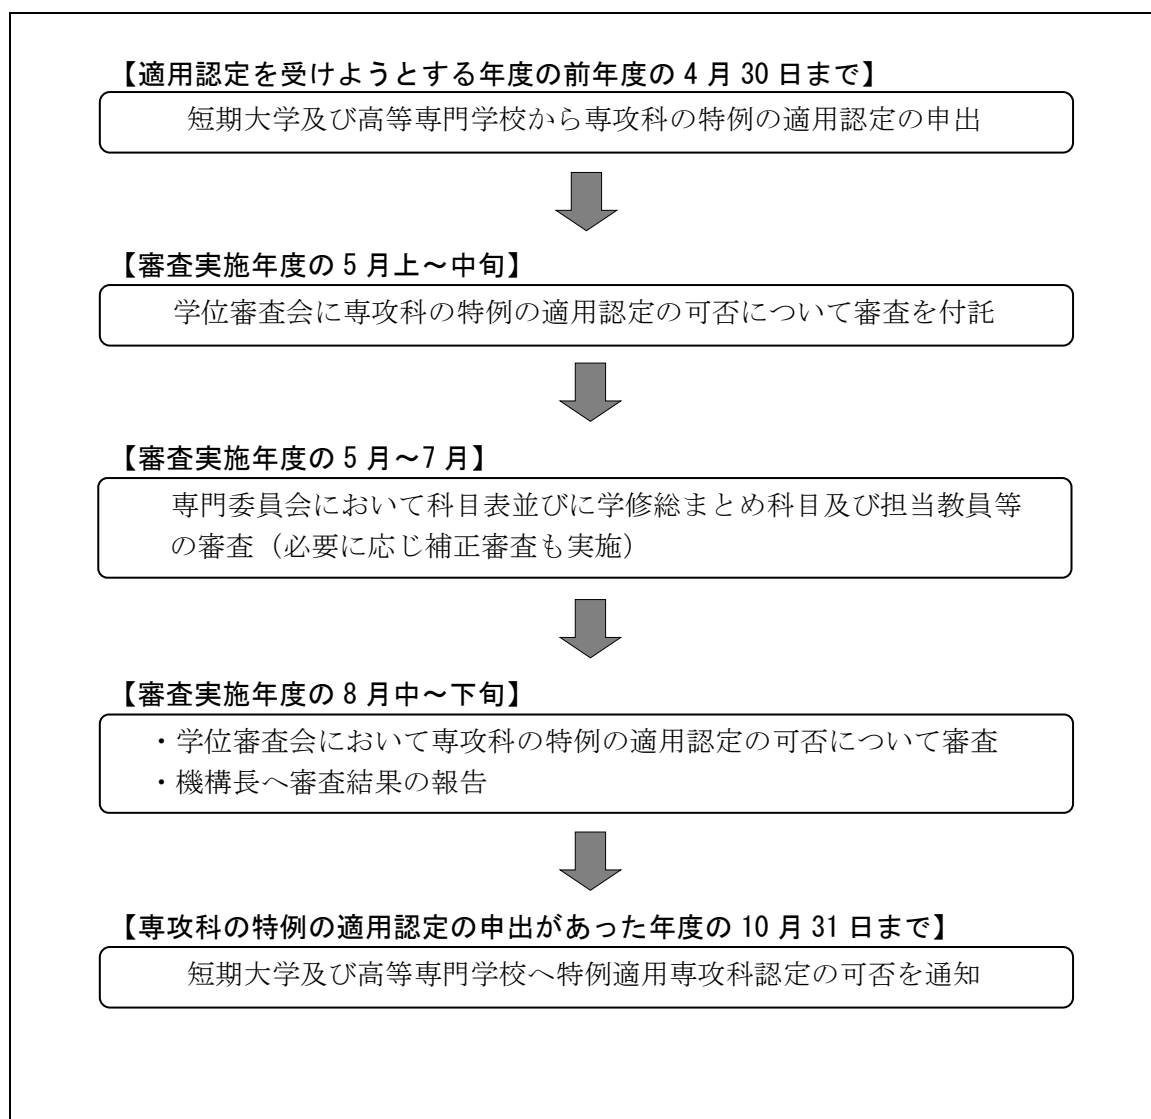 【適用認定を受けようとする年度の前年度の4月30日まで】
短期大学及び高等専門学校から専攻科の特例の適用認定の申出
【審査実施年度の5月上～中旬】
学位審査会に専攻科の特例の適用認定の可否について審査を付託
【審査実施年度の5月～7月】
専門委員会において科目表並びに学修総まとめ科目及び担当教員等
の審査（必要に応じ補正審査も実施）
【審査実施年度の8月中～下旬】
・学位審査会において専攻科の特例の適用認定の可否について審査
・機構長へ審査結果の報告
【専攻科の特例の適用認定の申出があった年度の10月31日まで】
短期大学及び高等専門学校へ特例適用専攻科認定の可否を通知